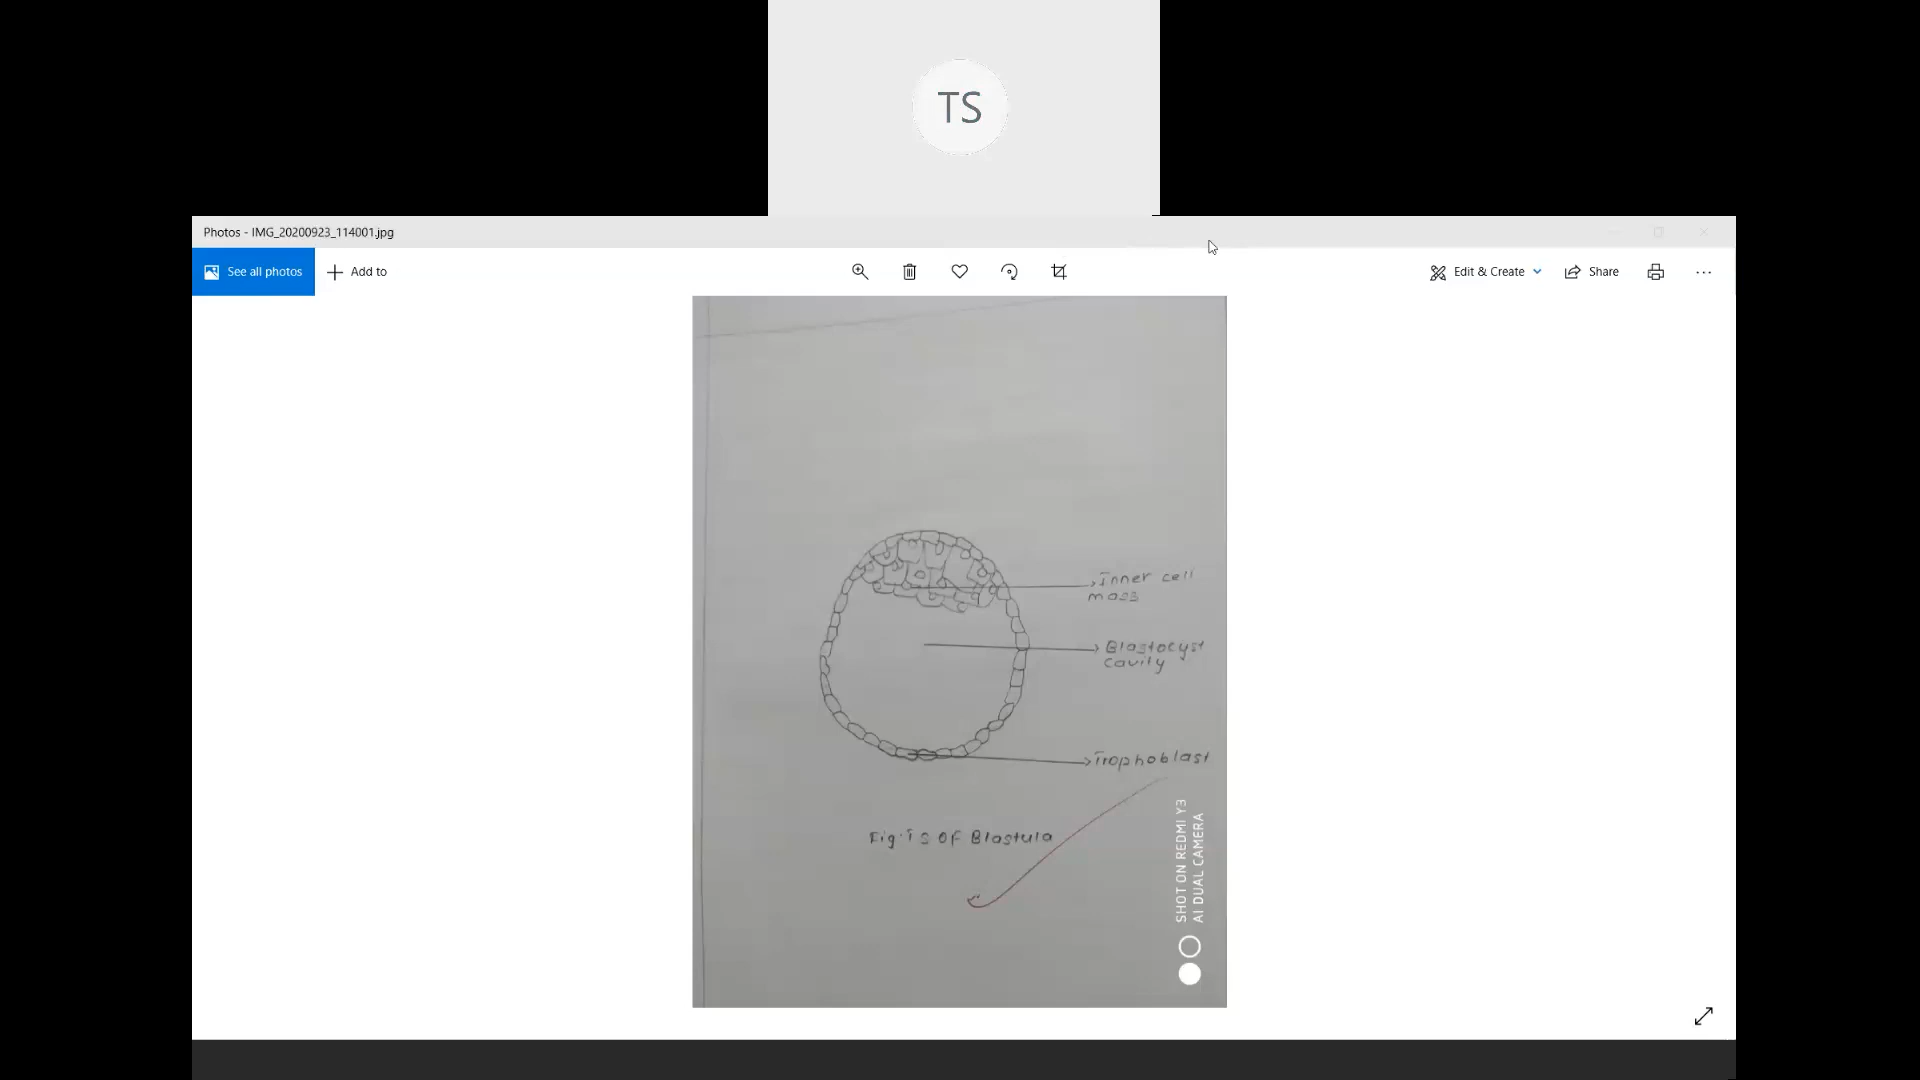 TS
Photos - IMG_20200923_114001.jpg
See all photos
Add to
Edit & Create
Share
Inner cell
mass
Blastocyst
cavity
Trophoblast
Fig: TS OF Blastula
SHOT ON REDMI Y3
AI DUAL CAMERA